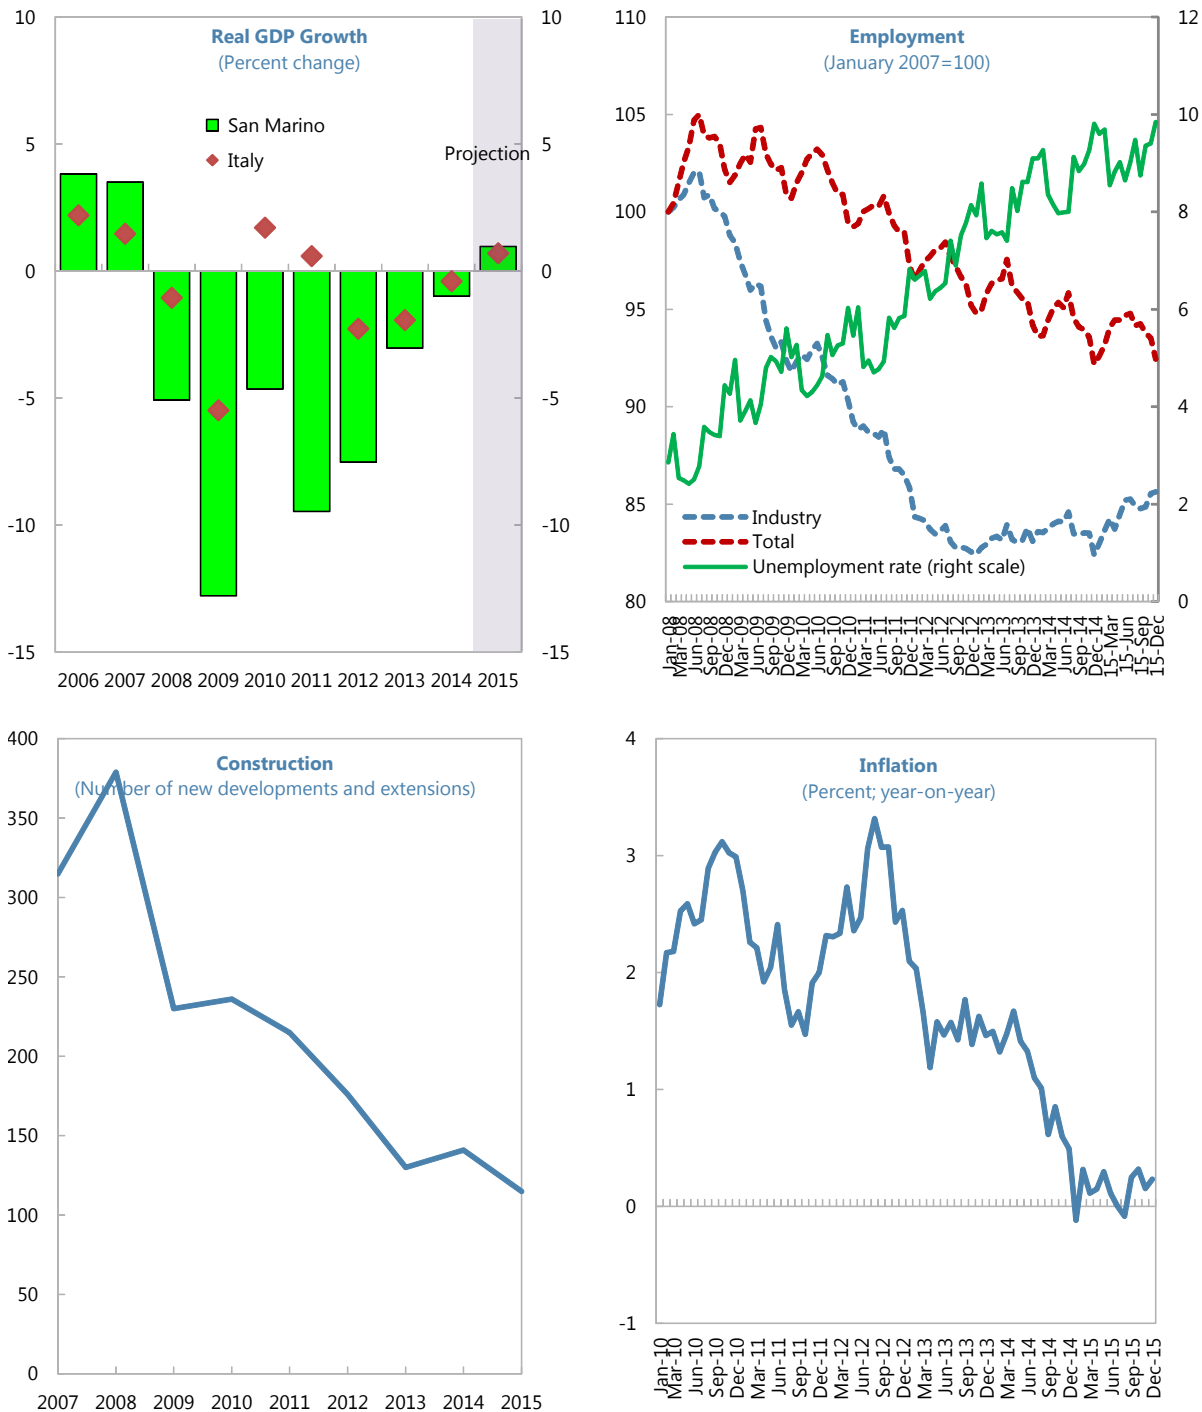 Real GDP Growth
(Percent change)
10
5
0
-5
-10
-15
10
5
0
-5
-10
-15
San Marino
Italy
Projection
2006 2007 2008 2009 2010 2011 2012 2013 2014 2015
Employment
(January 2007=100)
110
105
100
95
90
85
80
12
10
8
6
4
2
0
Industry
Total
Unemployment rate (right scale)
Jan-08
Mar-08
Jun-08
Sep-08
Dec-08
Mar-09
Jun-09
Sep-09
Dec-09
Mar-10
Jun-10
Sep-10
Dec-10
Mar-11
Jun-11
Sep-11
Dec-11
Mar-12
Jun-12
Sep-12
Dec-12
Mar-13
Jun-13
Sep-13
Dec-13
Mar-14
Jun-14
Sep-14
Dec-14
15-Mar
15-Jun
15-Sep
15-Dec
Construction
(Number of new developments and extensions)
400
350
300
250
200
150
100
50
0
2007 2008 2009 2010 2011 2012 2013 2014 2015
Inflation
(Percent; year-on-year)
4
3
2
1
0
-1
Jan-10
Mar-10
Jun-10
Sep-10
Dec-10
Mar-11
Jun-11
Sep-11
Dec-11
Mar-12
Jun-12
Sep-12
Dec-12
Mar-13
Jun-13
Sep-13
Dec-13
Mar-14
Jun-14
Sep-14
Dec-14
Mar-15
Jun-15
Sep-15
Dec-15